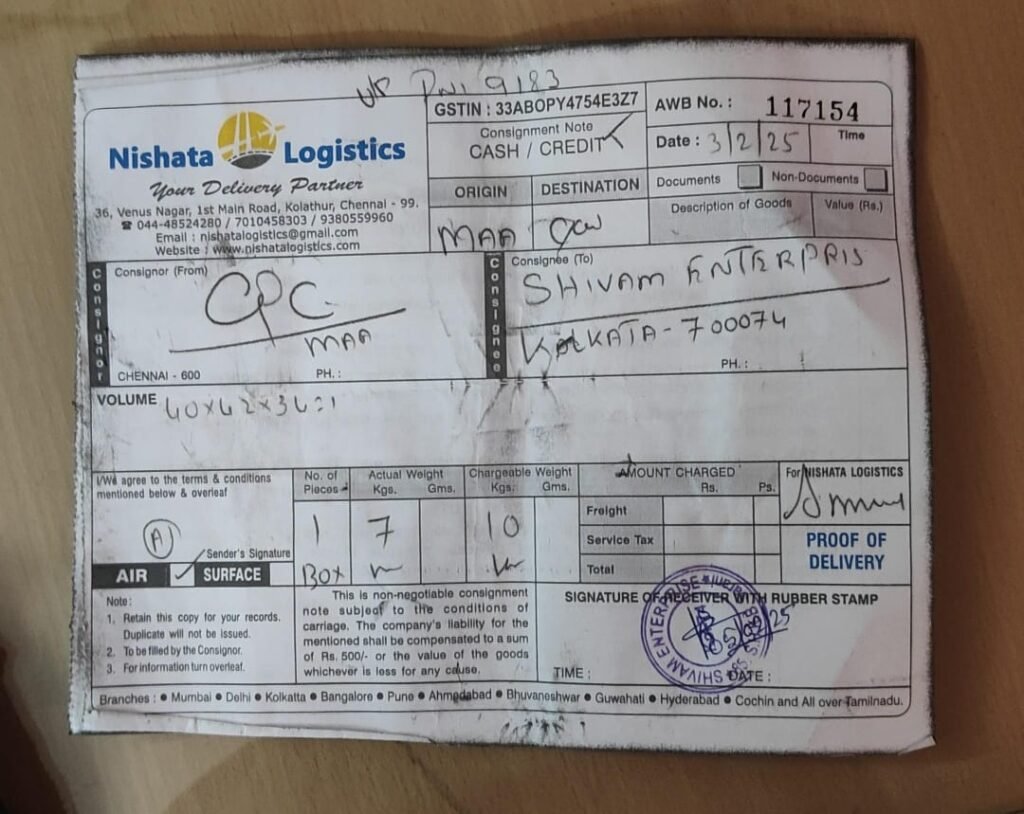 9183
Nishata Logistics
Your Delivery Partner
36, Venus Nagar, 1st Main Road, Kolathur, Chennai - 99.
☎ 044-48524280 / 7010458303 / 9380559960
Email : nishatalogistics@gmail.com
Website : www.nishatalogistics.com
GSTIN : 33ABOPY4754E3Z7
Consignment Note
CASH / CREDIT
ORIGIN DESTINATION
MAA CCU
AWB No. : 117154
Date : 3/2/25 Time
Documents Non-Documents
Description of Goods Value (Rs.)
Consignor
Consignor (From)
CPC
MAA
CHENNAI - 600 PH. :
Consignee
Consignee (To)
SHIVAM ENTERPRIS
KOLKATA - 700074
PH. :
VOLUME 40x42x34=1
I/We agree to the terms & conditions
mentioned below & overleaf
A
Sender's Signature
AIR ✓ SURFACE
No. of Pieces
1
BOX
Actual Weight
Kgs. Gms.
7
Chargeable Weight
Kgs. Gms.
10
AMOUNT CHARGED
Rs. Ps.
Freight
Service Tax
Total
For NISHATA LOGISTICS
PROOF OF
DELIVERY
Note :
1. Retain this copy for your records.
Duplicate will not be issued.
2. To be filled by the Consignor.
3. For information turn overleaf.
This is non-negotiable consignment
note subject to the conditions of
carriage. The company's liability for the
mentioned shall be compensated to a sum
of Rs. 500/- or the value of the goods
whichever is less for any cause.
SIGNATURE OF RECEIVER WITH RUBBER STAMP
SHIVAM ENTERPRISE
TIME : DATE :
Branches : ● Mumbai ● Delhi ● Kolkatta ● Bangalore ● Pune ● Ahmedabad ● Bhuvaneshwar ● Guwahati ● Hyderabad ● Cochin and All over Tamilnadu.